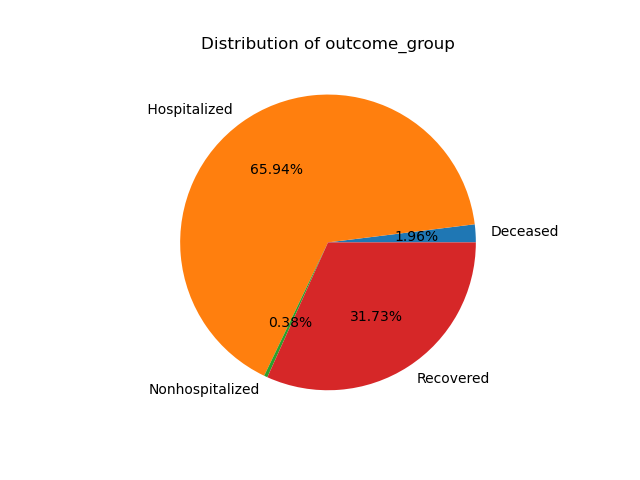 Distribution of outcome_group
Hospitalized
65.94%
Deceased
1.96%
0.38%
31.73%
Recovered
Nonhospitalized